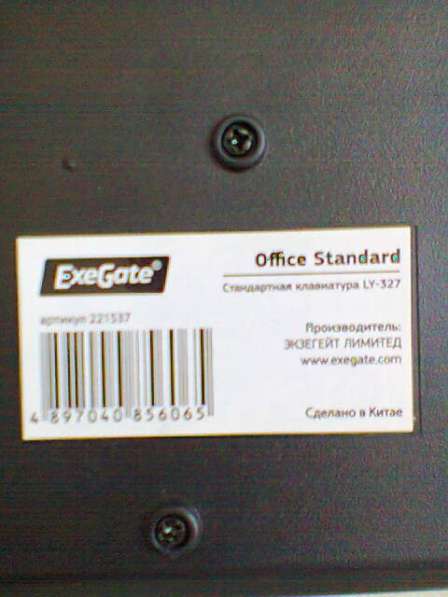 ExeGate®
Office Standard
Стандартная клавиатура LY-327
артикул 221537
Производитель:
ЭКЗЕГЕЙТ ЛИМИТЕД
www.exegate.com
4 897040 856065
Сделано в Китае